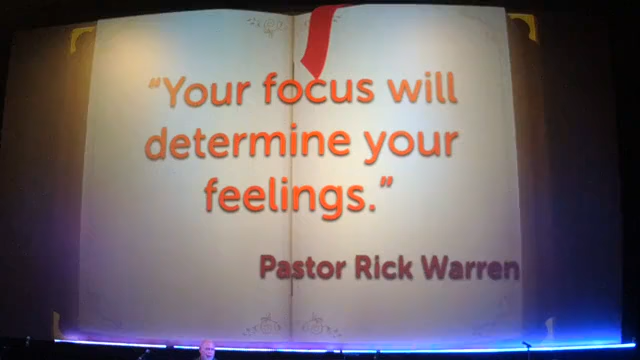 “Your focus will
determine your
feelings.”
Pastor Rick Warren